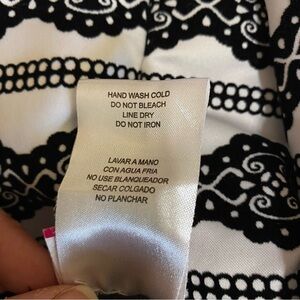 HAND WASH COLD
DO NOT BLEACH
LINE DRY
DO NOT IRON
LAVAR A MANO
CON AGUA FRIA
NO USE BLANQUEADOR
SECAR COLGADO
NO PLANCHAR